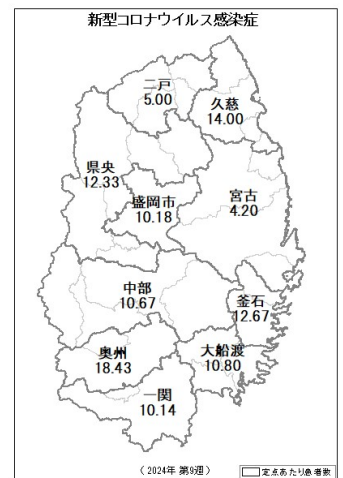 新型コロナウイルス感染症
二戸
5.00
久慈
14.00
県央
12.33
盛岡市
10.18
宮古
4.20
中部
10.67
釜石
12.67
奥州
18.43
大船渡
10.80
一関
10.14
（2024年 第9週）
定点あたり患者数